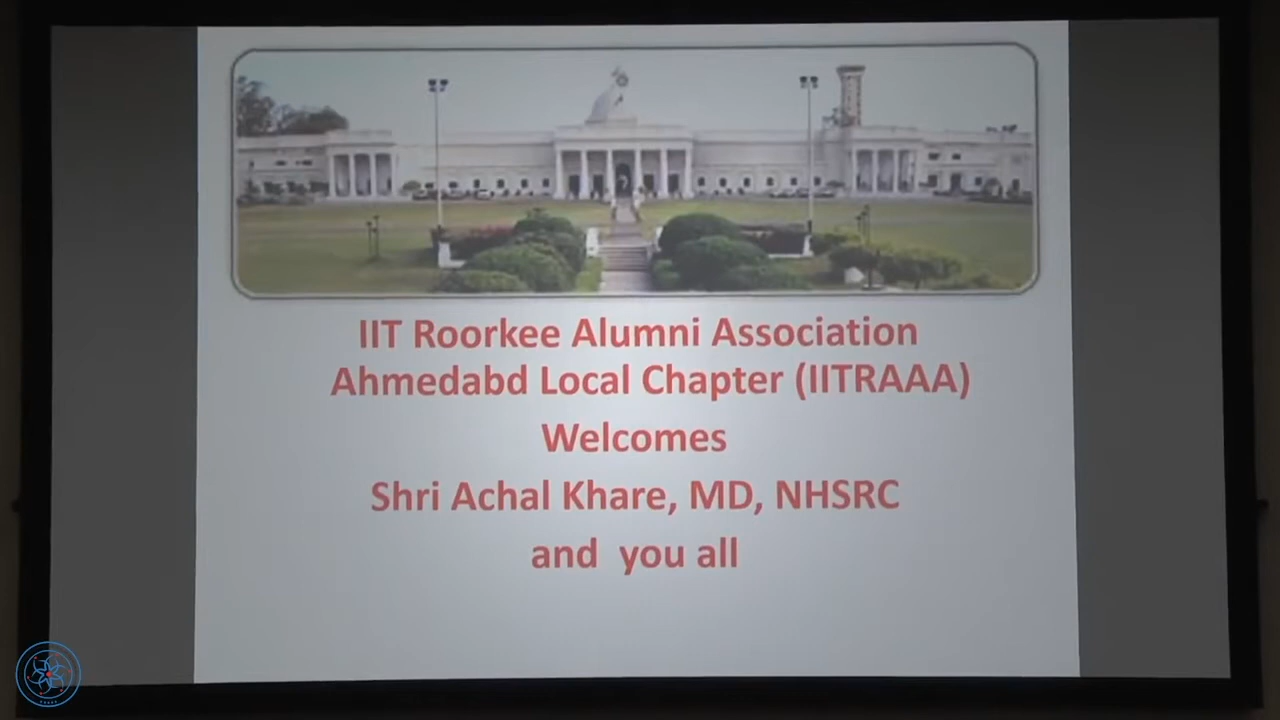 IIT Roorkee Alumni Association
Ahmedabd Local Chapter (IITRAAA)
Welcomes
Shri Achal Khare, MD, NHSRC
and you all